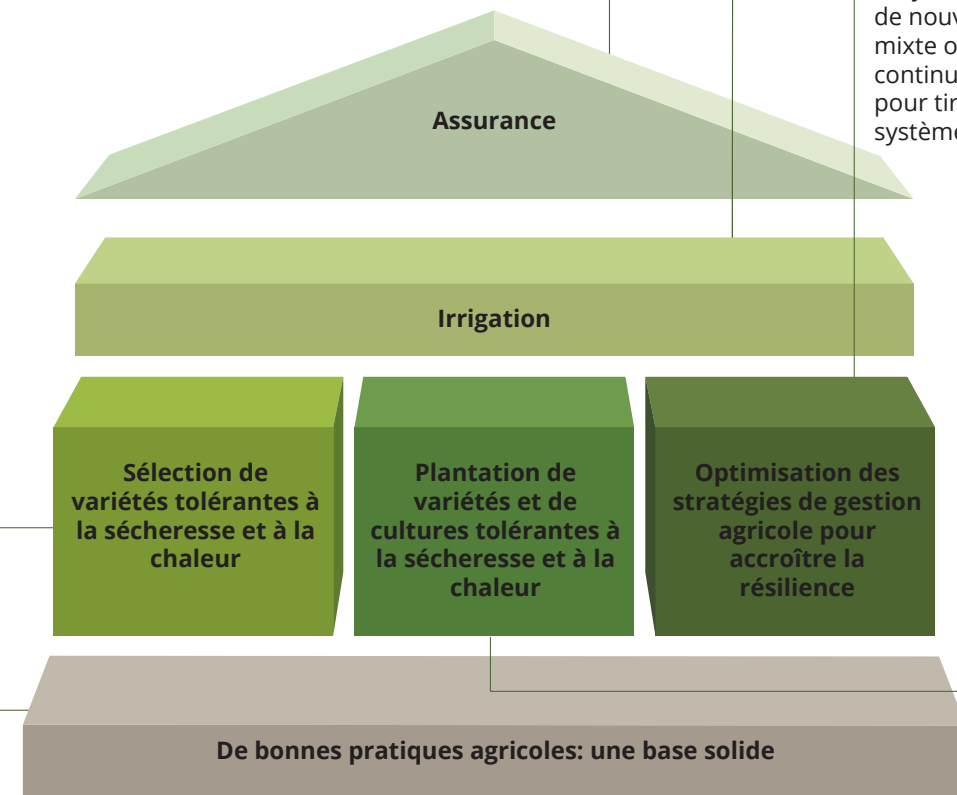 de nouv
mixte o
continu
pour tir
système
Assurance
Irrigation
Sélection de
variétés tolérantes à
la sécheresse et à la
chaleur
Plantation de
variétés et de
cultures tolérantes à
la sécheresse et à la
chaleur
Optimisation des
stratégies de gestion
agricole pour
accroître la
résilience
De bonnes pratiques agricoles: une base solide